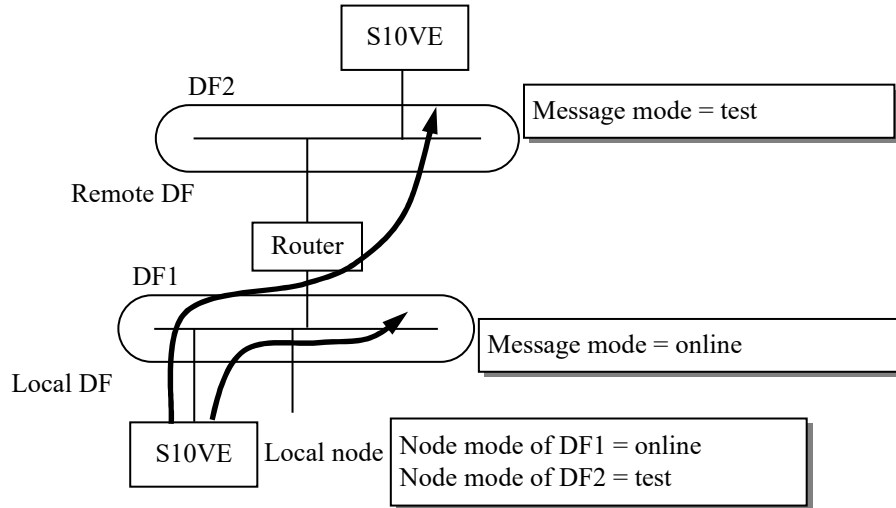 S10VE
DF2
Message mode = test
Remote DF
Router
DF1
Message mode = online
Local DF
S10VE
Local node
Node mode of DF1 = online
Node mode of DF2 = test